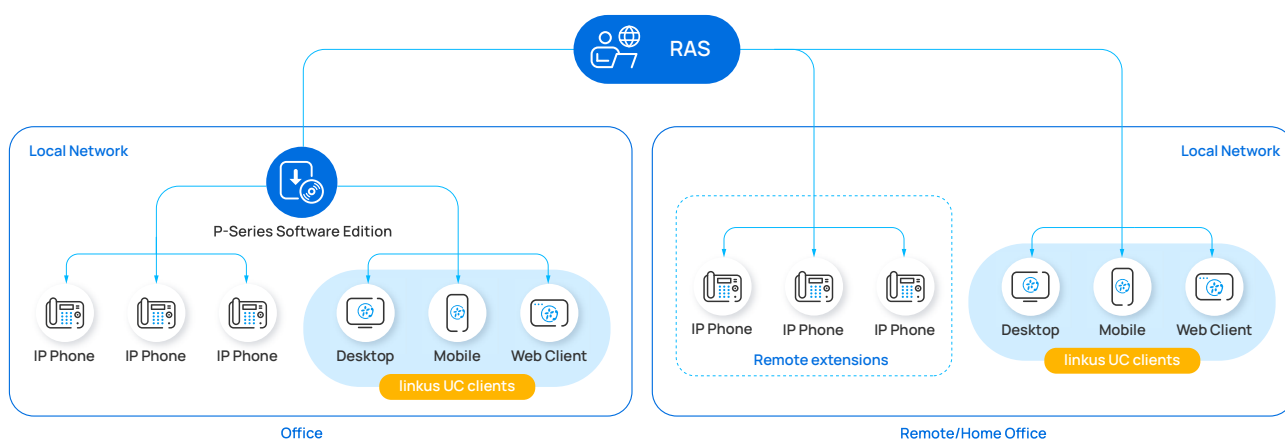 RAS
Local Network
P-Series Software Edition
IP Phone
IP Phone
IP Phone
Desktop
Mobile
Web Client
linkus UC clients
Office
Local Network
IP Phone
IP Phone
IP Phone
Remote extensions
Desktop
Mobile
Web Client
linkus UC clients
Remote/Home Office